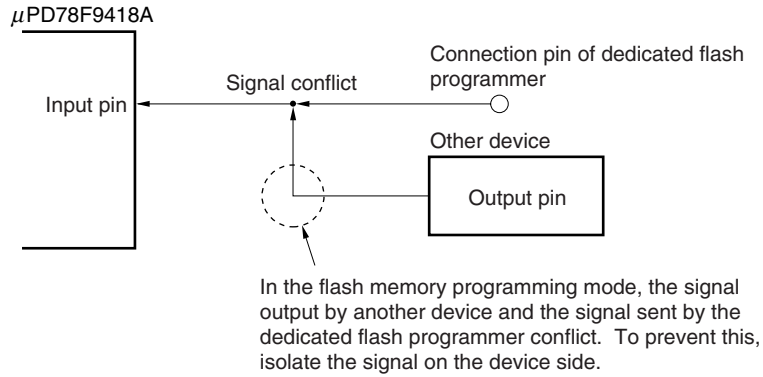 μPD78F9418A
Connection pin of dedicated flash
programmer
Signal conflict
Input pin
Other device
Output pin
In the flash memory programming mode, the signal
output by another device and the signal sent by the
dedicated flash programmer conflict.  To prevent this,
isolate the signal on the device side.